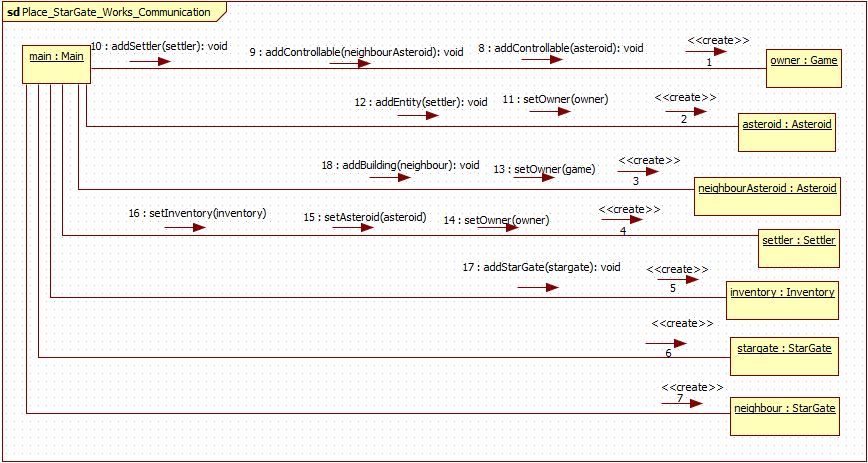 sd Place_StarGate_Works_Communication
main : Main
10 : addSettler(settler): void
9 : addControllable(neighbourAsteroid): void
8 : addControllable(asteroid): void
<<create>>
1
owner : Game
12 : addEntity(settler): void
11 : setOwner(owner)
<<create>>
2
asteroid : Asteroid
18 : addBuilding(neighbour): void
13 : setOwner(game)
<<create>>
3
neighbourAsteroid : Asteroid
16 : setInventory(inventory)
15 : setAsteroid(asteroid)
14 : setOwner(owner)
<<create>>
4
settler : Settler
17 : addStarGate(stargate): void
<<create>>
5
inventory : Inventory
<<create>>
6
stargate : StarGate
<<create>>
7
neighbour : StarGate